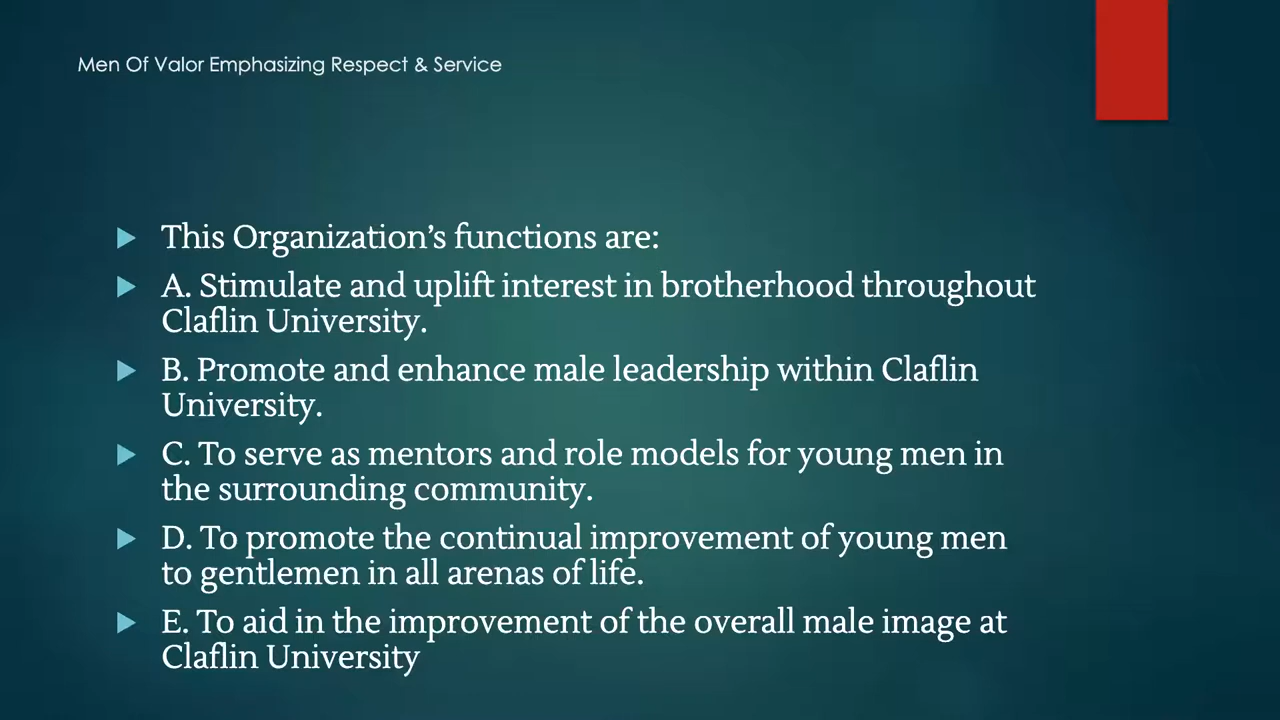 Men Of Valor Emphasizing Respect & Service
This Organization’s functions are:
A. Stimulate and uplift interest in brotherhood throughout
Claflin University.
B. Promote and enhance male leadership within Claflin
University.
C. To serve as mentors and role models for young men in
the surrounding community.
D. To promote the continual improvement of young men
to gentlemen in all arenas of life.
E. To aid in the improvement of the overall male image at
Claflin University